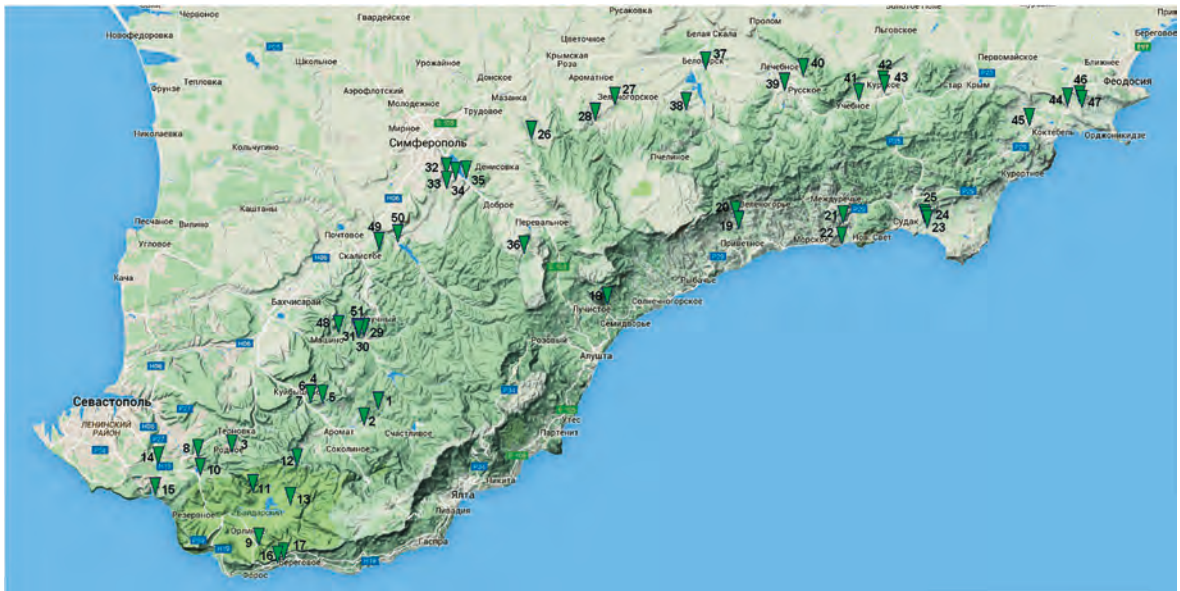 Красное
Гвардейское
Русаковка
Золотое Поле
Новофедоровка
Цветочное
Белая Скала
Пролом
Льговское
Первомайское
Береговое
Школьное
Урожайное
Крымская
Роза
37
Белогорск
Лечебное
40
42
Ближнее
Фрунзе
Тепловка
Аэрофлотский
Донское
Ароматное
27
Зеленогорское
39
Русское
41
Курское
43
Стар. Крым
46
Феодосия
Молодежное
Мазанка
28
38
Учебное
44
47
Николаевка
Мирное
Трудовое
26
45
Коктебель
Орджоникидзе
Кольчугино
Симферополь
32
Денисовка
Пчелиное
33
34
35
Курортное
Песчаное
Вилино
Каштаны
Доброе
20
Зеленогорье
Междуречье
25
49
50
Перевальное
19
21
Судак
24
Угловое
Почтовое
36
Приветное
Морское
22
Нов. Свет
23
Скалистое
Кача
Рыбачье
Бахчисарай
18
Лучистое
Солнечногорское
51
48
31
29
Семидворье
Машино
30
Розовый
Алушта
4
6
Куйбышево
7
5
1
Севастополь
2
Утес
ЛЕНИНСКИЙ
РАЙОН
Терновка
Аромат
Счастливое
Партенит
8
Родное
3
Соколиное
14
10
12
15
11
13
Ялта
Никита
Резервное
Байдарский
Ливадия
Орлиное
9
Гаспра
16
17
Береговое
Форос